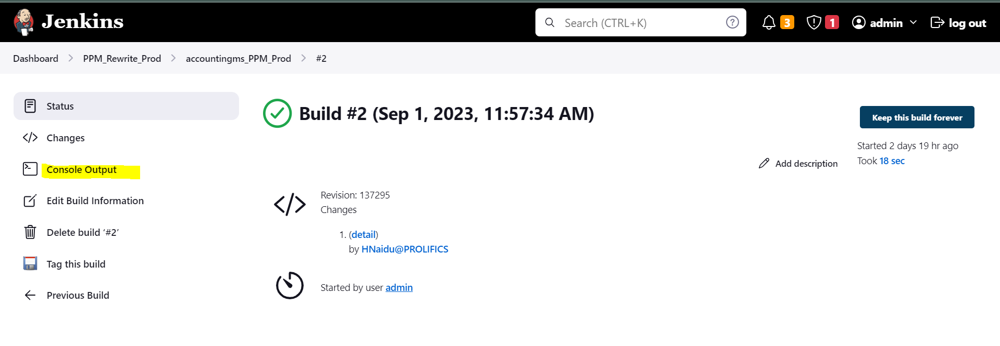 Jenkins
Search (CTRL+K)
?
3
1
admin
log out
Dashboard
PPM_Rewrite_Prod
accountingms_PPM_Prod
#2
Status
Changes
Console Output
Edit Build Information
Delete build ‘#2’
Tag this build
Previous Build
Build #2 (Sep 1, 2023, 11:57:34 AM)
Keep this build forever
Started 2 days 19 hr ago
Took 18 sec
Add description
Revision: 137295
Changes
1. (detail)
by HNaidu@PROLIFICS
Started by user admin